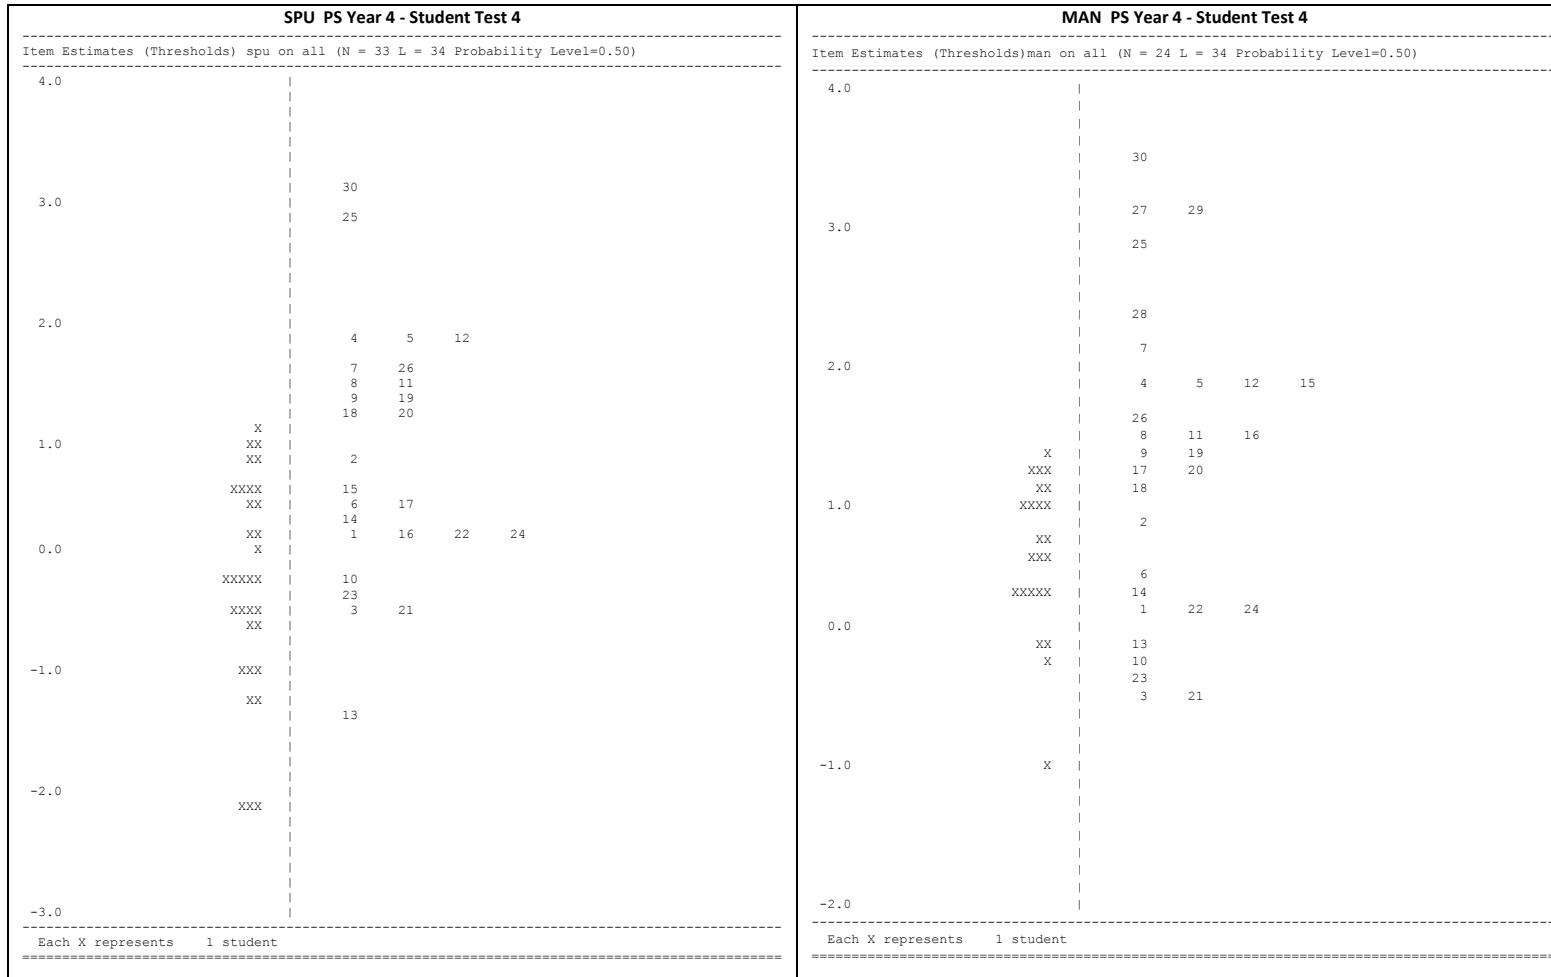 SPU PS Year 4 - Student Test 4
Item Estimates (Thresholds) spu on all (N = 33 L = 34 Probability Level=0.50)
4.0
30
3.0
25
2.0
4 5 12
7 26
8 11
9 19
18 20
X
1.0 XX
XX 2
XXXX 15
XX 6 17
14
XX 1 16 22 24
0.0 X
XXXXX 10
23
XXXX 3 21
XX
-1.0 XXX
XX
13
-2.0
XXX
-3.0
Each X represents 1 student
MAN PS Year 4 - Student Test 4
Item Estimates (Thresholds)man on all (N = 24 L = 34 Probability Level=0.50)
4.0
30
27 29
3.0
25
28
7
2.0
4 5 12 15
26
8 11 16
X 9 19
XXX 17 20
XX 18
1.0 XXXX
2
XX
XXX
6
XXXXX 14
1 22 24
0.0
XX 13
X 10
23
3 21
-1.0 X
-2.0
Each X represents 1 student